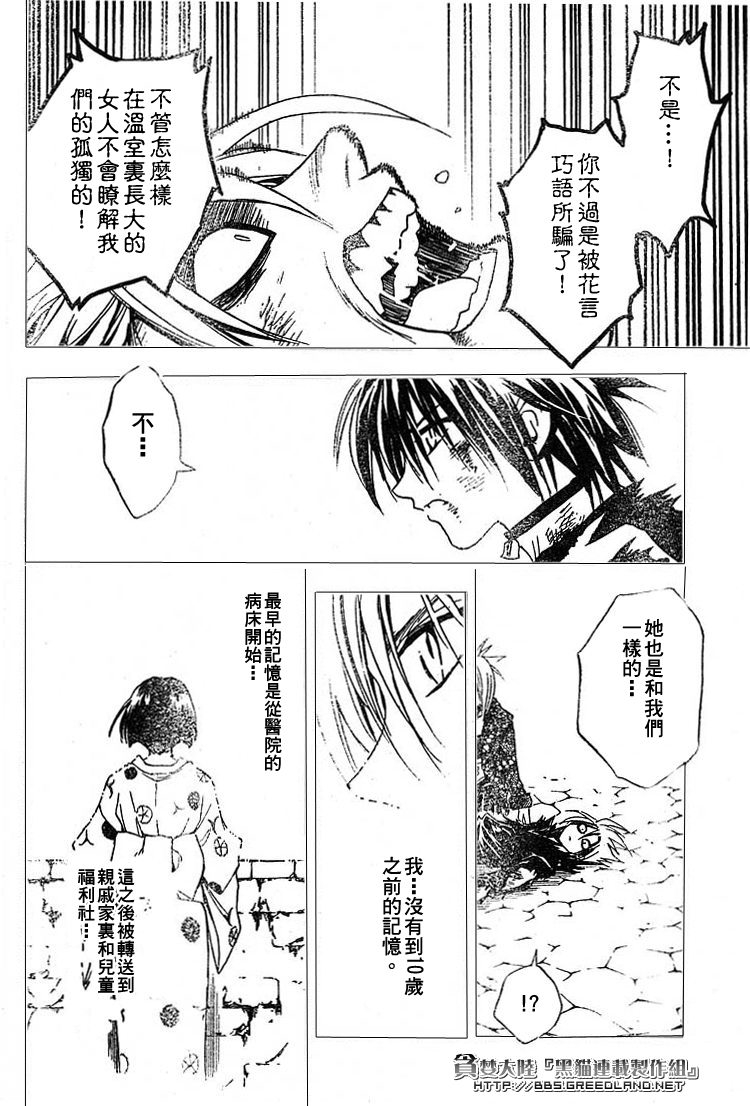 不是…！
你不過是被花言
巧語所騙了！
不管怎麼樣
在溫室裏長大的
女人不會瞭解我
們的孤獨的！
不…
她也是和我們
一樣的…
!?
我…沒有到10歲
之前的記憶。
最早的記憶是從醫院的
病床開始…
這之後被轉送到
親戚家裏和兒童
福利社…
貪婪大陸『黑貓連載製作組』
HTTP://BBS.GREEDLAND.NET